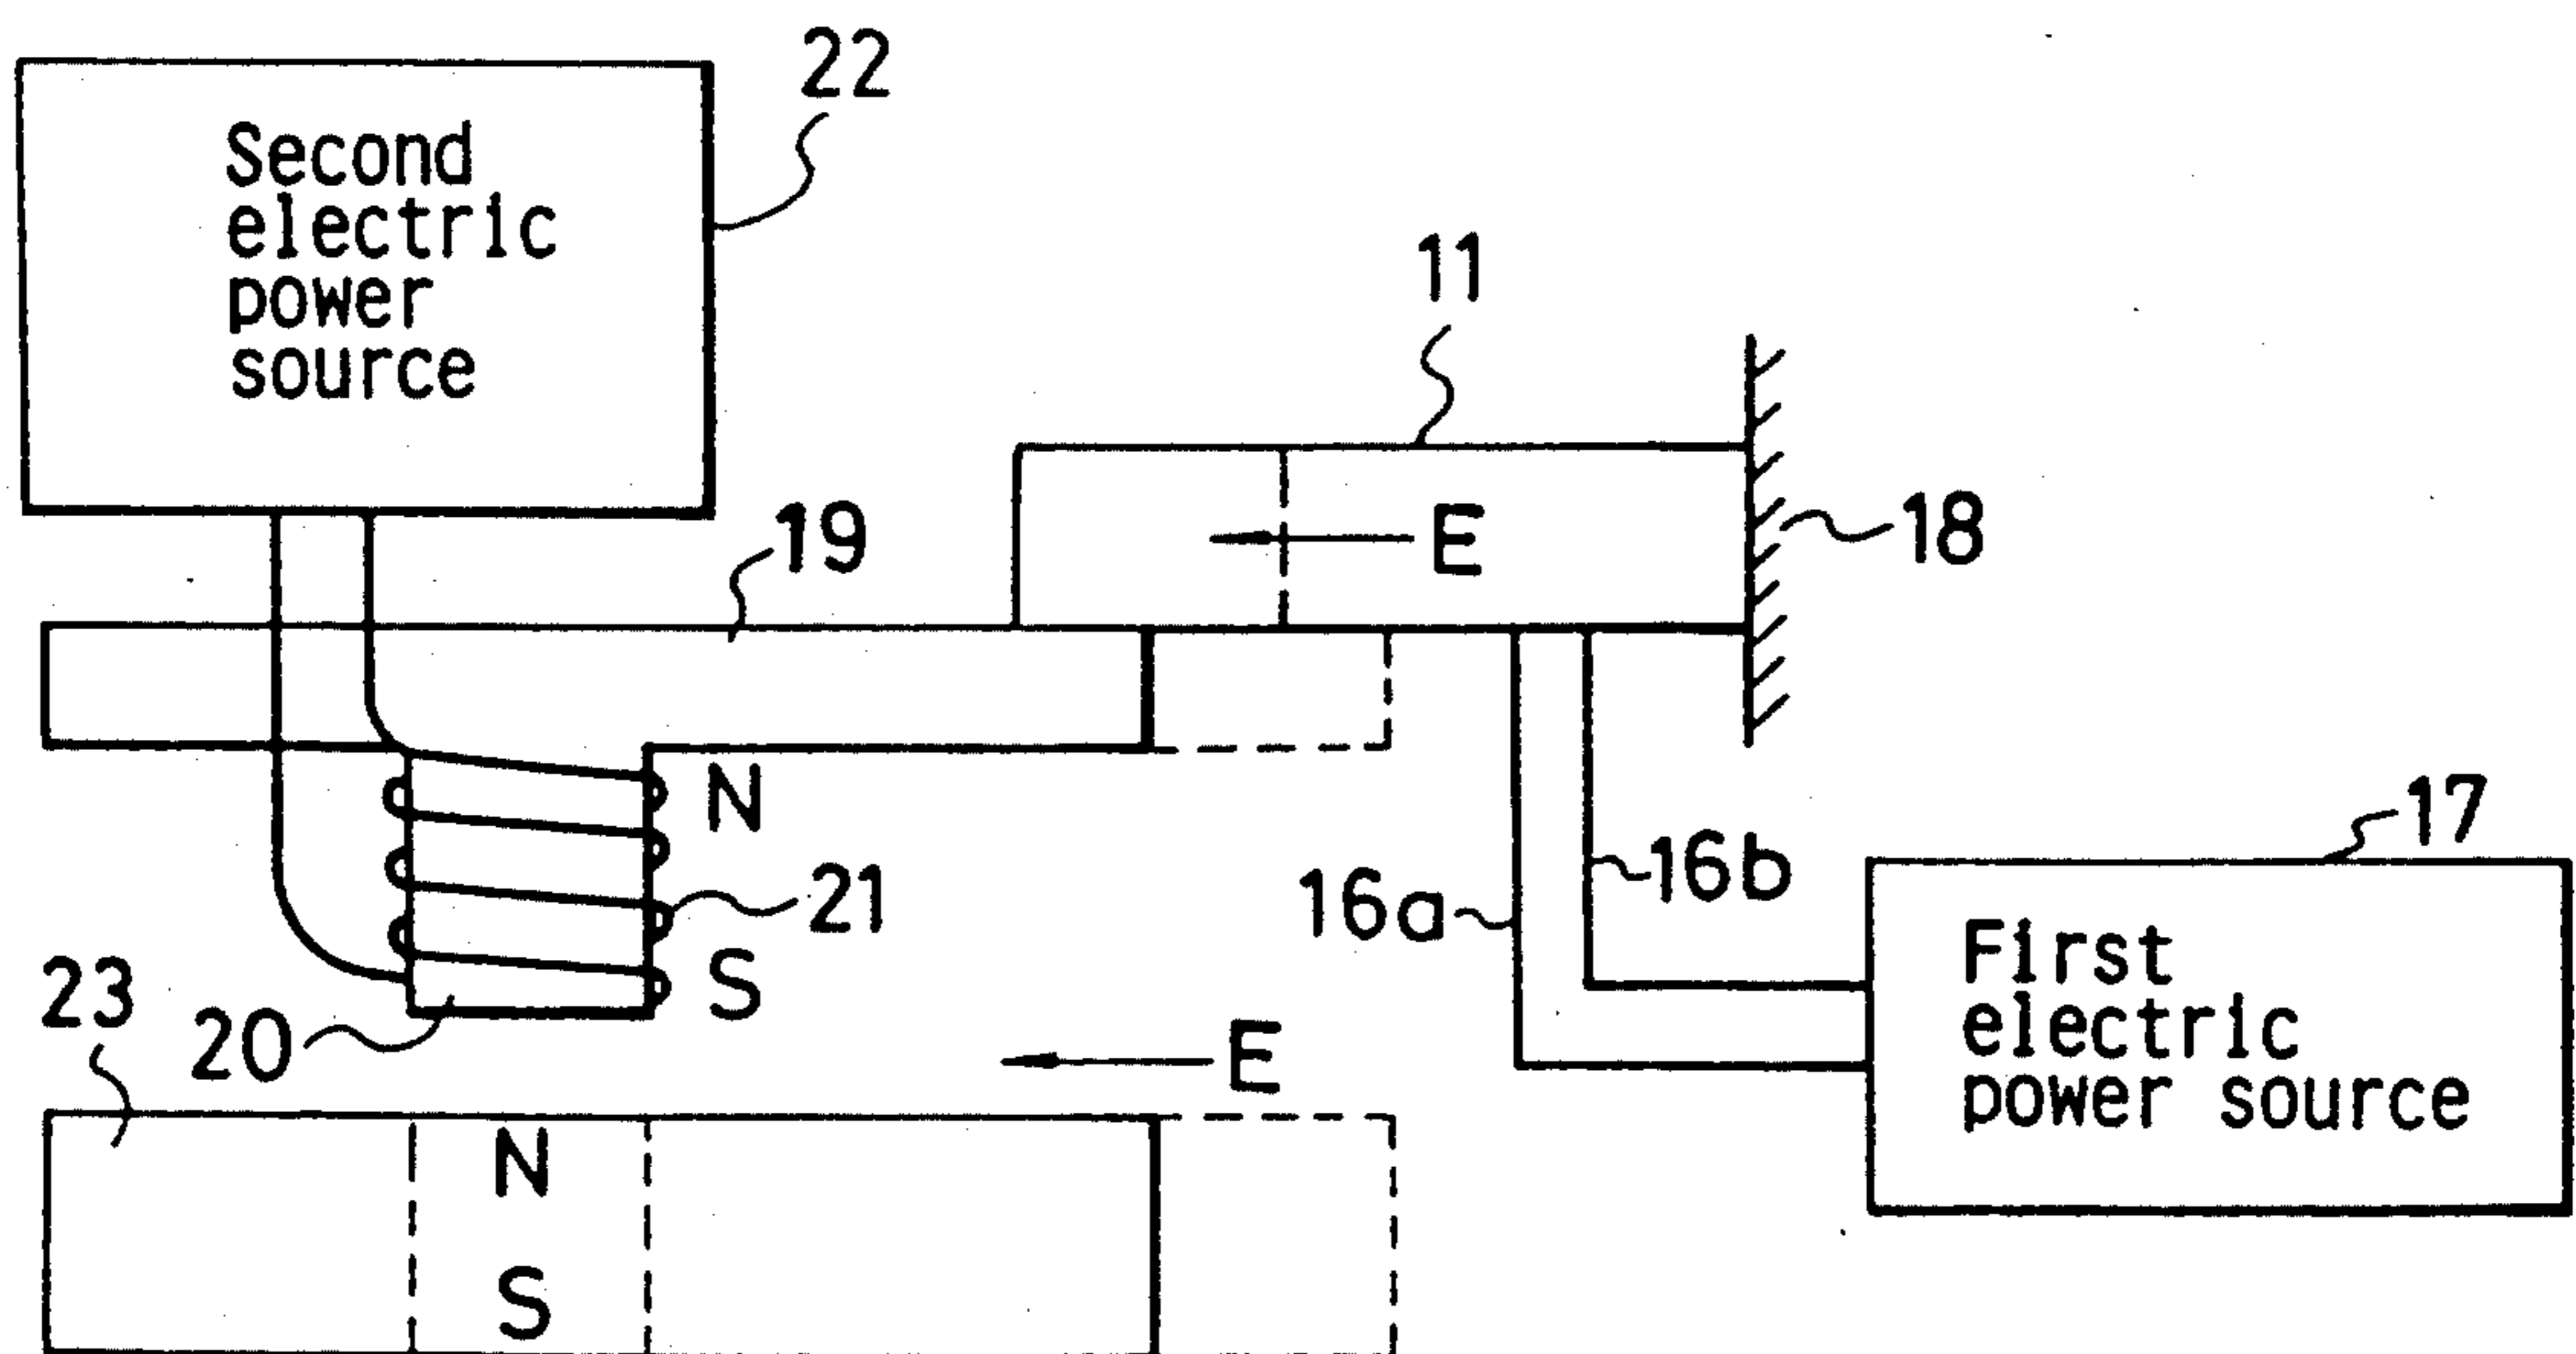 22
Second
electric
power
source
11
19
E
18
N
17
16b
16a
21
First
electric
power source
S
23
20
E
N
S